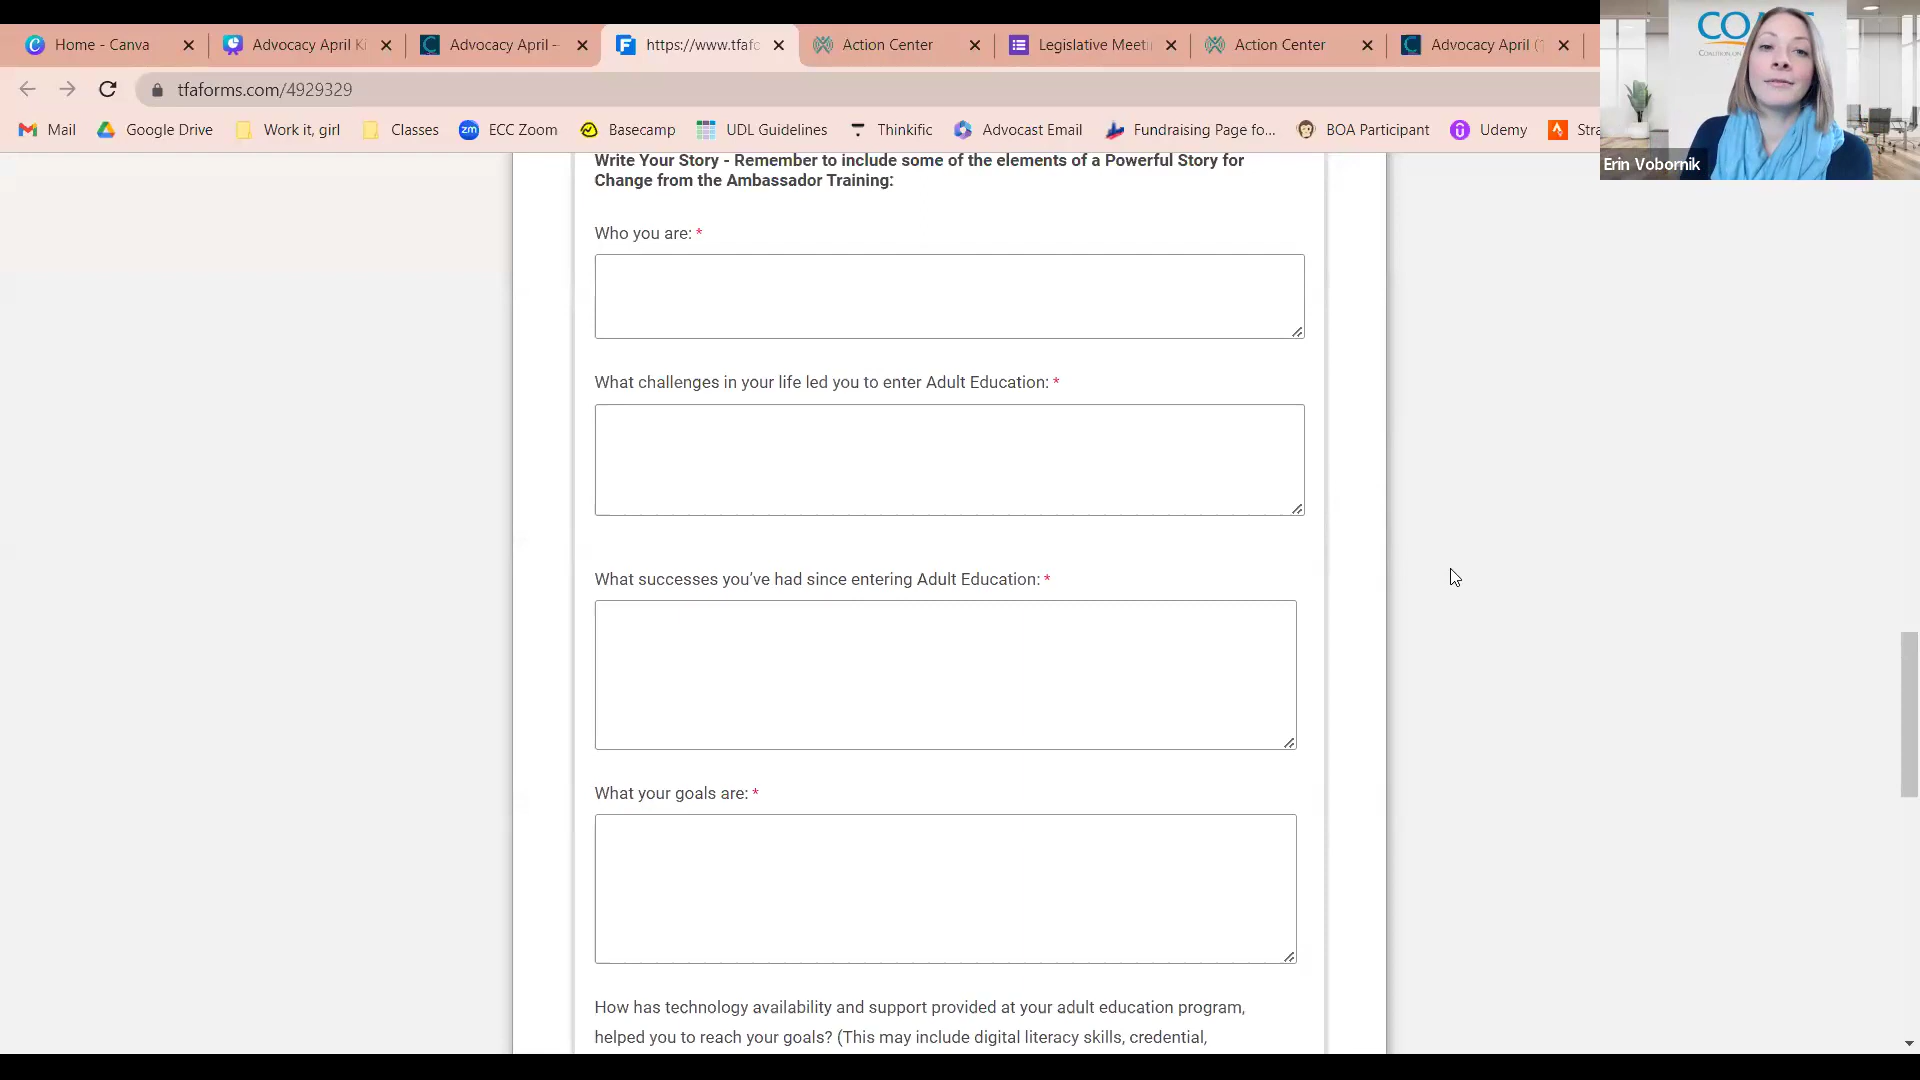 Home - Canva
Advocacy April Ki
Advocacy April -
https://www.tfafc
Action Center
Legislative Meeti
Action Center
Advocacy April (
tfaforms.com/4929329
Mail
Google Drive
Work it, girl
Classes
ECC Zoom
Basecamp
UDL Guidelines
Thinkific
Advocast Email
Fundraising Page fo...
BOA Participant
Udemy
Stra
Erin Vobornik
Write Your Story - Remember to include some of the elements of a Powerful Story for
Change from the Ambassador Training:
Who you are: *
What challenges in your life led you to enter Adult Education: *
What successes you've had since entering Adult Education: *
What your goals are: *
How has technology availability and support provided at your adult education program,
helped you to reach your goals? (This may include digital literacy skills, credential,